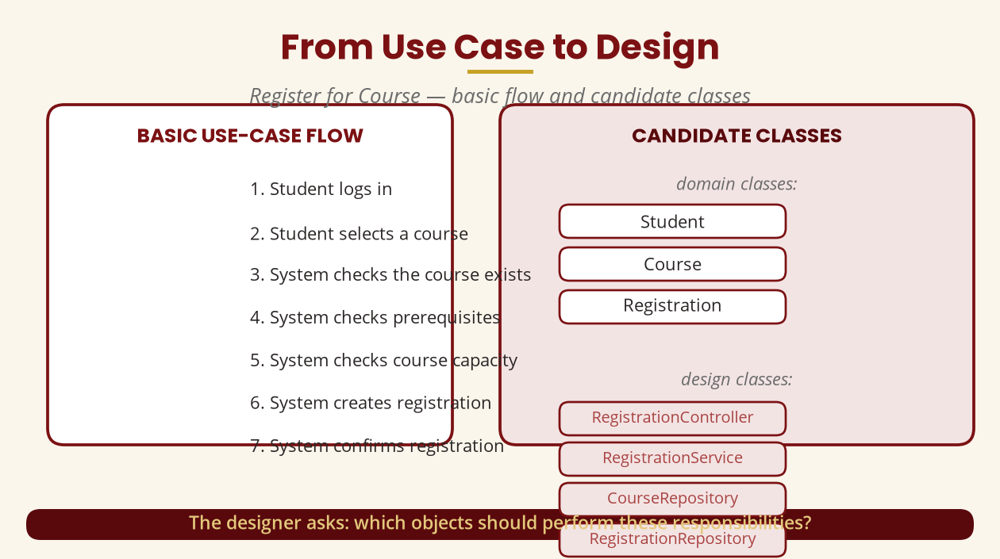 From Use Case to Design
Register for Course — basic flow and candidate classes
BASIC USE-CASE FLOW
1. Student logs in
2. Student selects a course
3. System checks the course exists
4. System checks prerequisites
5. System checks course capacity
6. System creates registration
7. System confirms registration
CANDIDATE CLASSES
domain classes:
Student
Course
Registration
design classes:
RegistrationController
RegistrationService
CourseRepository
RegistrationRepository
The designer asks: which objects should perform these responsibilities?